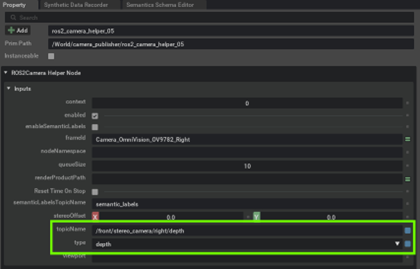 Property Synthetic Data Recorder Semantics Schema Editor
Search
Add ros2_camera_helper_05
Prim Path /World/camera_publisher/ros2_camera_helper_05
Instanceable
ROS2Camera Helper Node
Inputs
context 0
enabled
enableSemanticLabels
frameId Camera_OmniVision_OV9782_Right
nodeNamespace
queueSize 10
renderProductPath
Reset Time On Stop
semanticLabelsTopicName semantic_labels
stereoOffset X 0.0 Y 0.0
topicName /front/stereo_camera/right/depth
type depth
viewport